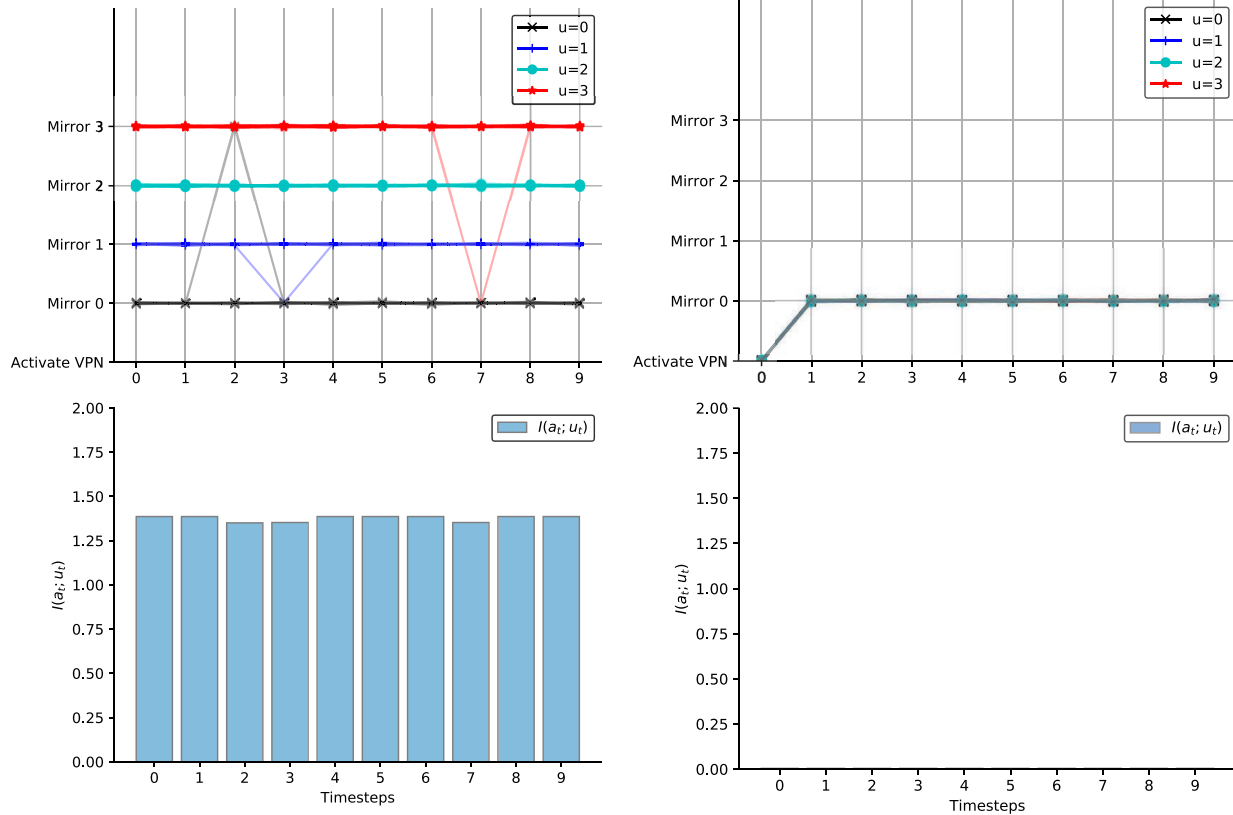 u=0
u=1
u=2
u=3
Mirror 3
Mirror 2
Mirror 1
Mirror 0
Activate VPN
0 1 2 3 4 5 6 7 8 9
u=0
u=1
u=2
u=3
Mirror 3
Mirror 2
Mirror 1
Mirror 0
Activate VPN
0 1 2 3 4 5 6 7 8 9
I(a_t; u_t)
2.00
1.75
1.50
1.25
1.00
0.75
0.50
0.25
0.00
I(a_t; u_t)
0 1 2 3 4 5 6 7 8 9
Timesteps
I(a_t; u_t)
2.00
1.75
1.50
1.25
1.00
0.75
0.50
0.25
0.00
I(a_t; u_t)
0 1 2 3 4 5 6 7 8 9
Timesteps